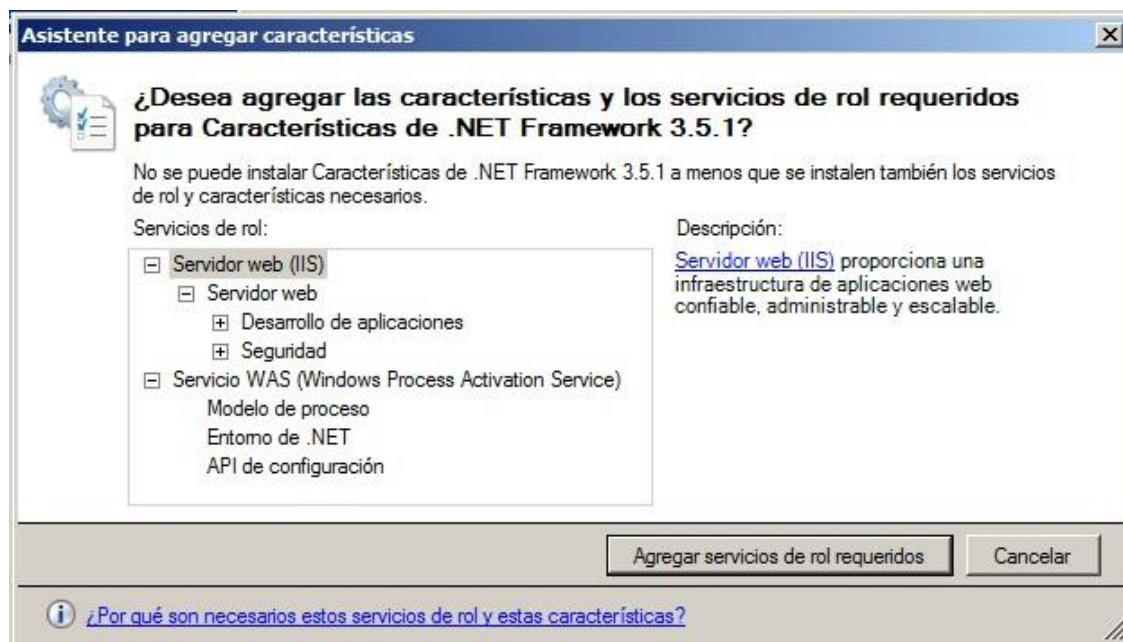 Asistente para agregar características
¿Desea agregar las características y los servicios de rol requeridos
para Características de .NET Framework 3.5.1?
No se puede instalar Características de .NET Framework 3.5.1 a menos que se instalen también los servicios
de rol y características necesarios.
Servicios de rol:
Servidor web (IIS)
Servidor web
Desarrollo de aplicaciones
Seguridad
Servicio WAS (Windows Process Activation Service)
Modelo de proceso
Entorno de .NET
API de configuración
Descripción:
Servidor web (IIS) proporciona una
infraestructura de aplicaciones web
confiable, administrable y escalable.
Agregar servicios de rol requeridos
Cancelar
¿Por qué son necesarios estos servicios de rol y estas características?